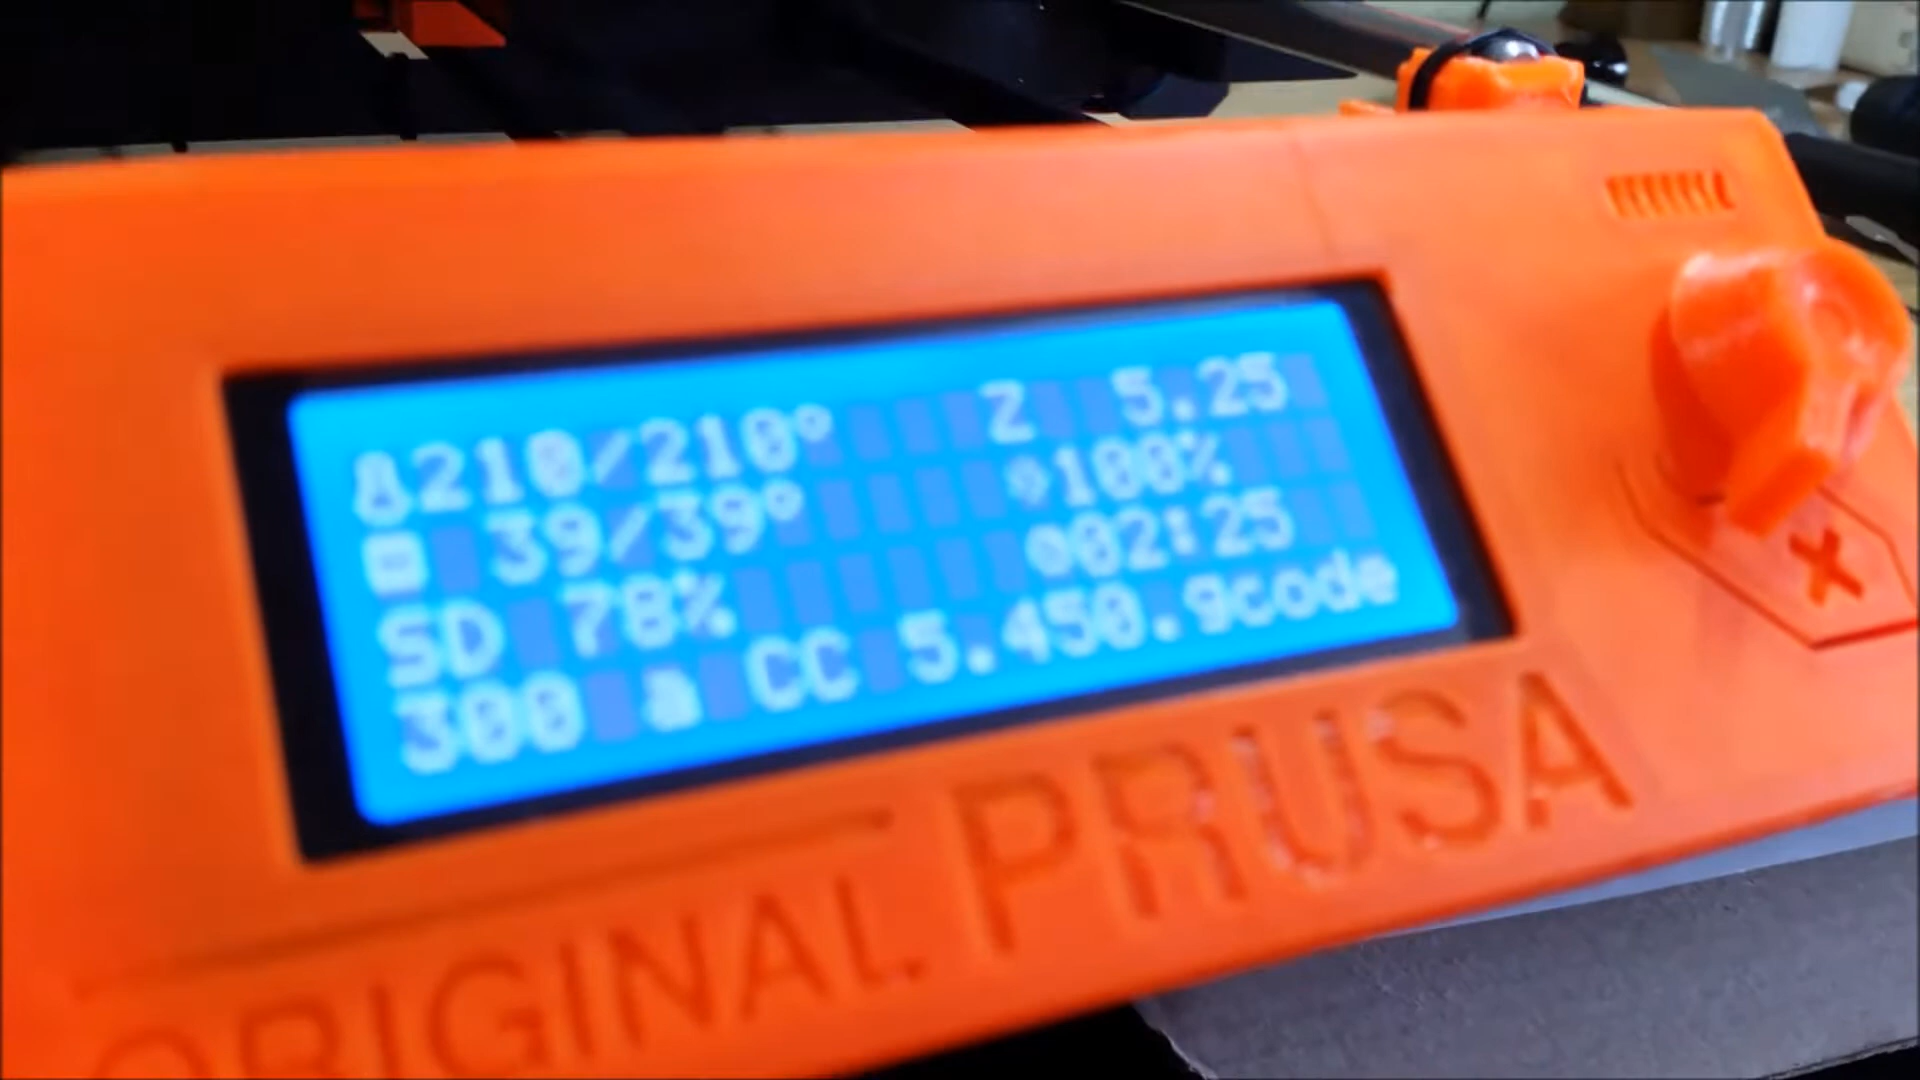 210/210° Z 5.25
39/39° 100%
SD 78% 02:25
300 a CC 5.450.gcode
ORIGINAL PRUSA
X